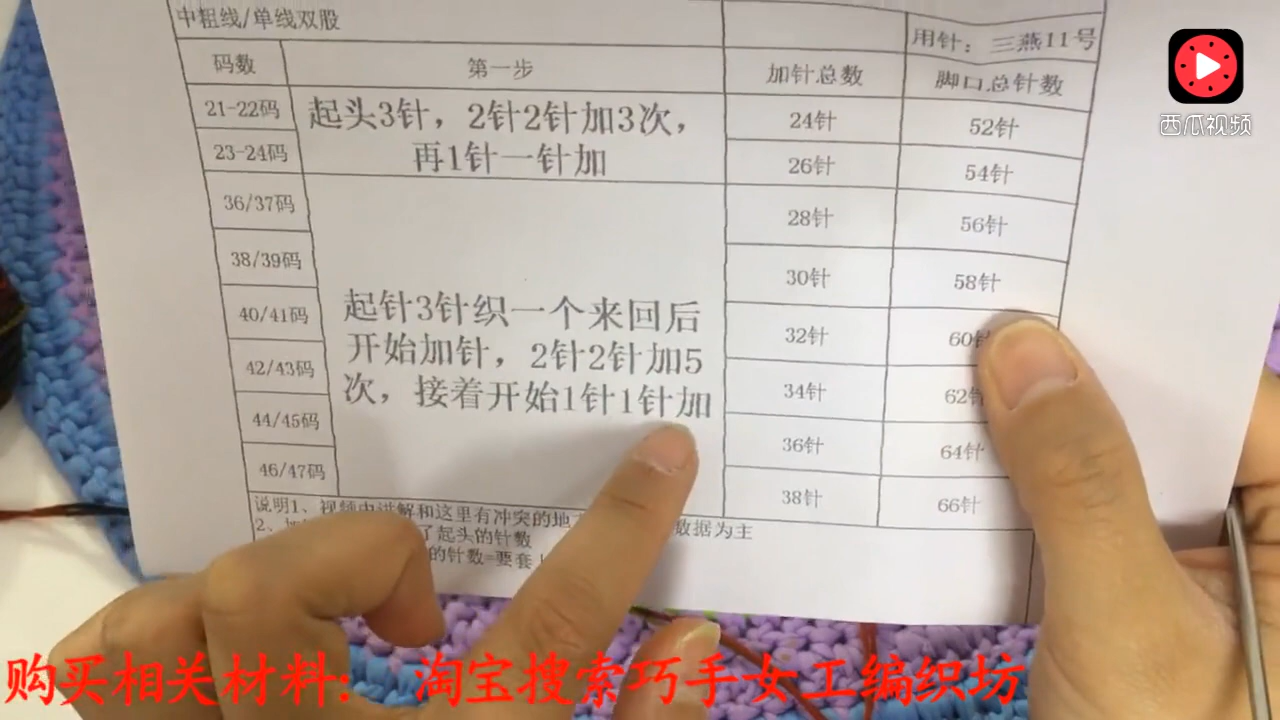 中粗线/单线双股
用针：三燕11号
码数 第一步 加针总数 脚口总针数
21-22码 起头3针，2针2针加3次， 24针 52针
23-24码 再1针一针加 26针 54针
36/37码 28针 56针
38/39码 30针 58针
40/41码 起针3针织一个来回后 32针 60针
42/43码 开始加针，2针2针加5 34针 62针
44/45码 次，接着开始1针1针加 36针 64针
46/47码 38针 66针
说明1、视频中讲解和这里有冲突的地 数据为主
2、 了起头的针数
的针数=要套
西瓜视频
购买相关材料： 淘宝搜索巧手女工编织坊